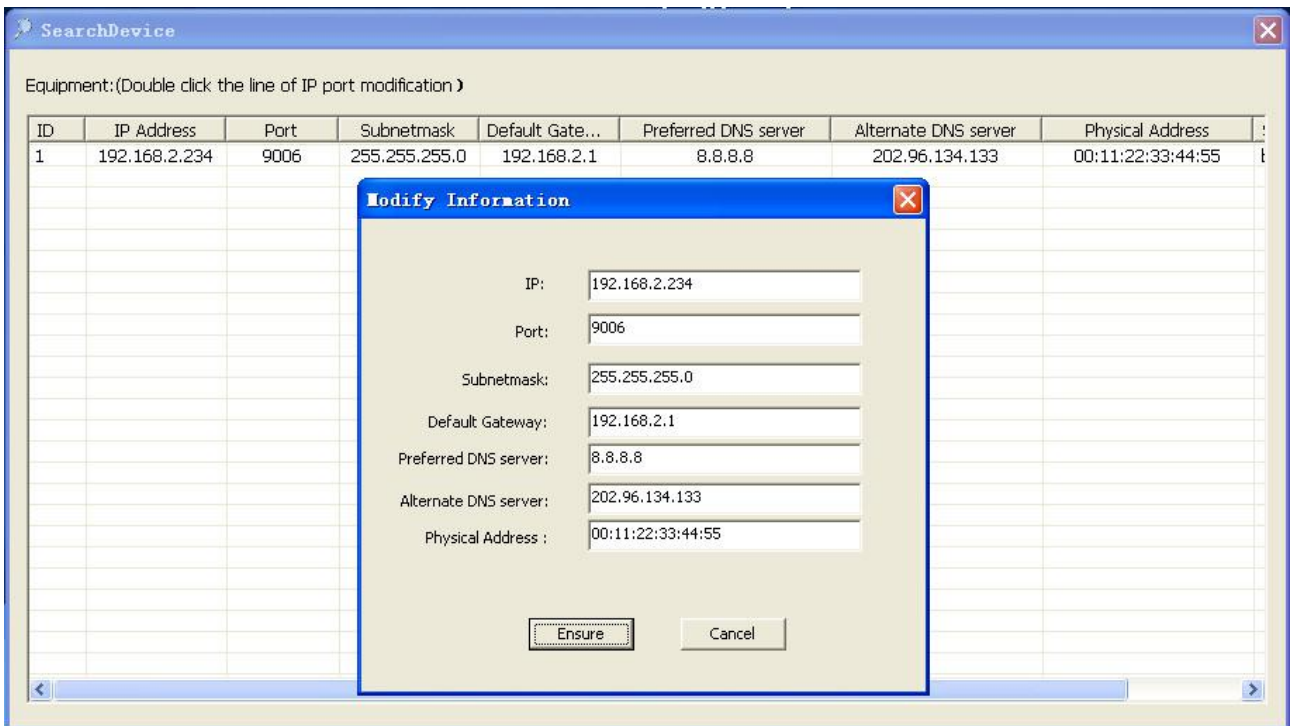 SearchDevice
Equipment:(Double click the line of IP port modification )
ID IP Address Port Subnetmask Default Gate... Preferred DNS server Alternate DNS server Physical Address
1 192.168.2.234 9006 255.255.255.0 192.168.2.1 8.8.8.8 202.96.134.133 00:11:22:33:44:55
Modify Information
IP: 192.168.2.234
Port: 9006
Subnetmask: 255.255.255.0
Default Gateway: 192.168.2.1
Preferred DNS server: 8.8.8.8
Alternate DNS server: 202.96.134.133
Physical Address : 00:11:22:33:44:55
Ensure Cancel